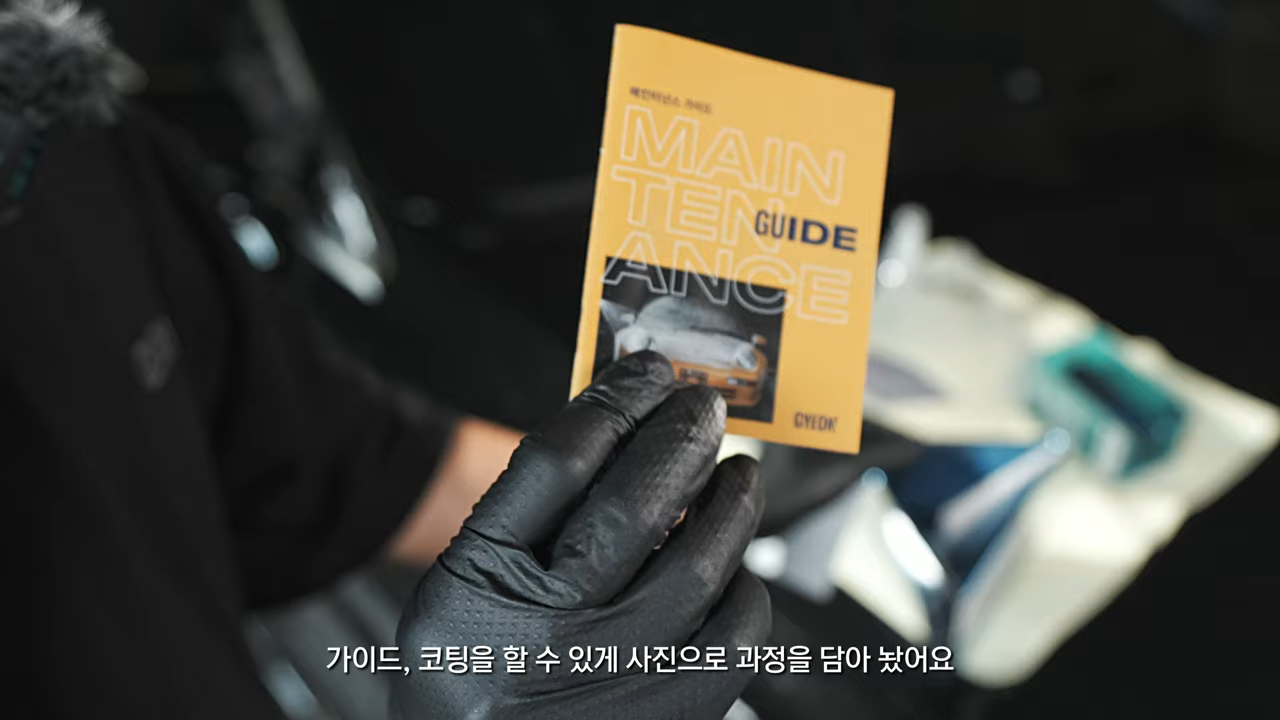 메인터넌스 가이드
MAIN
TEN
GUIDE
ANCE
GYEON
가이드, 코팅을 할 수 있게 사진으로 과정을 담아 놨어요